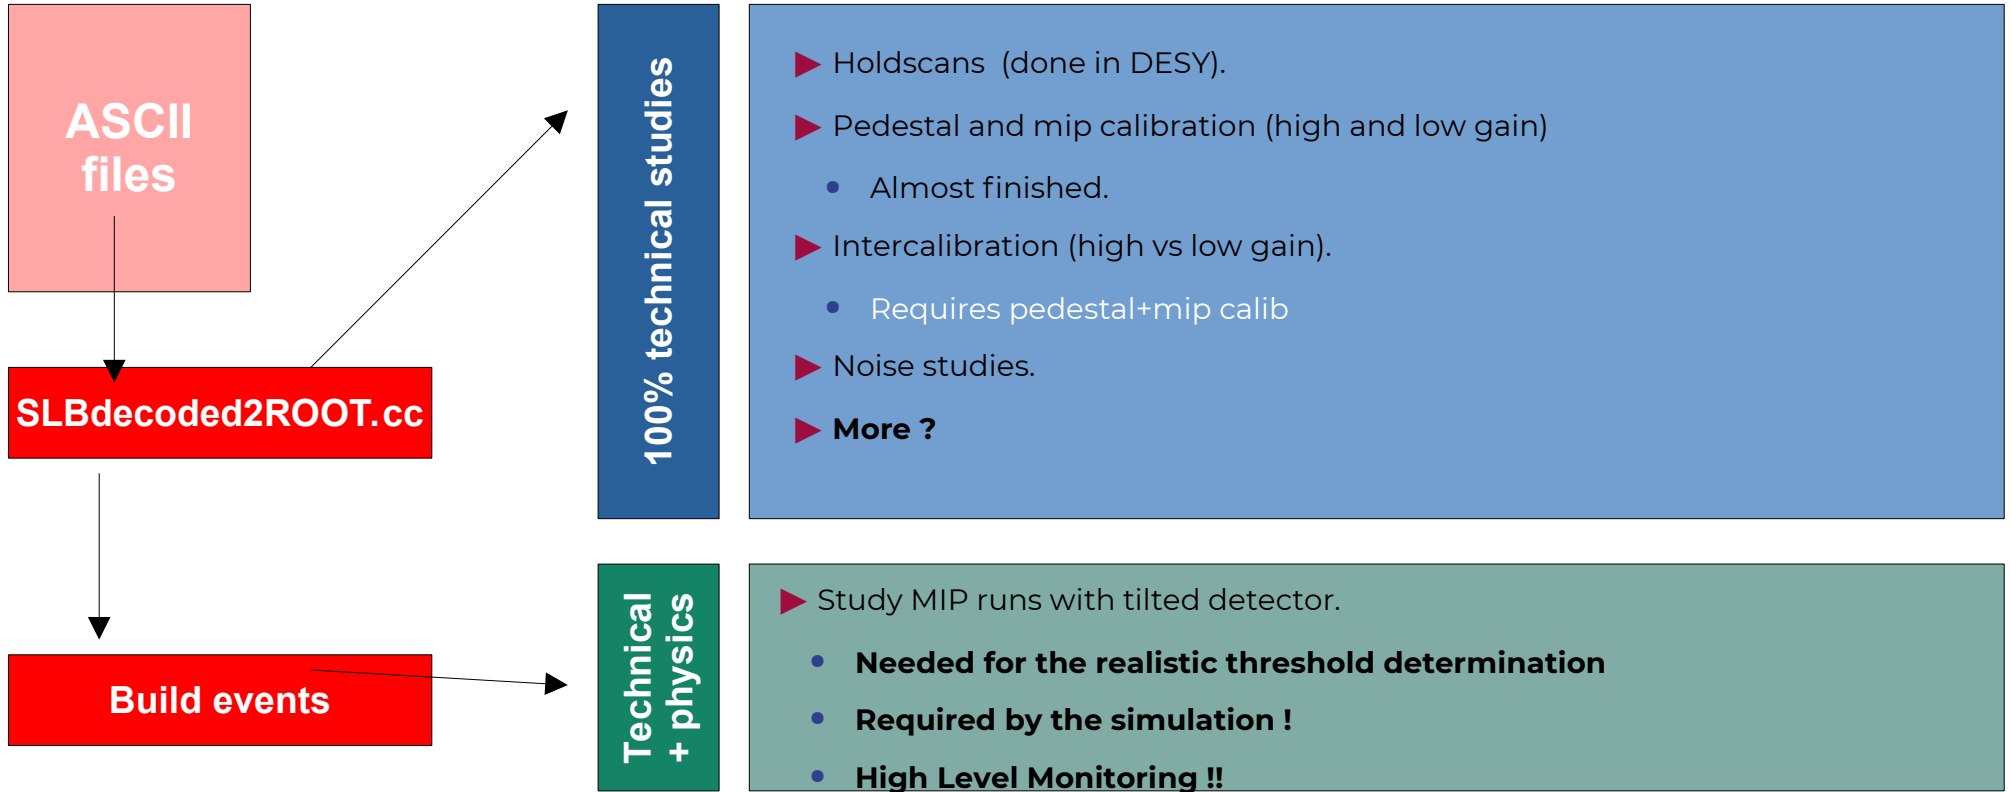 ASCII
files
SLBdecoded2ROOT.cc
Build events
100% technical studies
Holdscans  (done in DESY).
Pedestal and mip calibration (high and low gain)
Almost finished.
Intercalibration (high vs low gain).
Requires pedestal+mip calib
Noise studies.
More ?
Technical
+ physics
Study MIP runs with tilted detector.
Needed for the realistic threshold determination
Required by the simulation !
High Level Monitoring !!